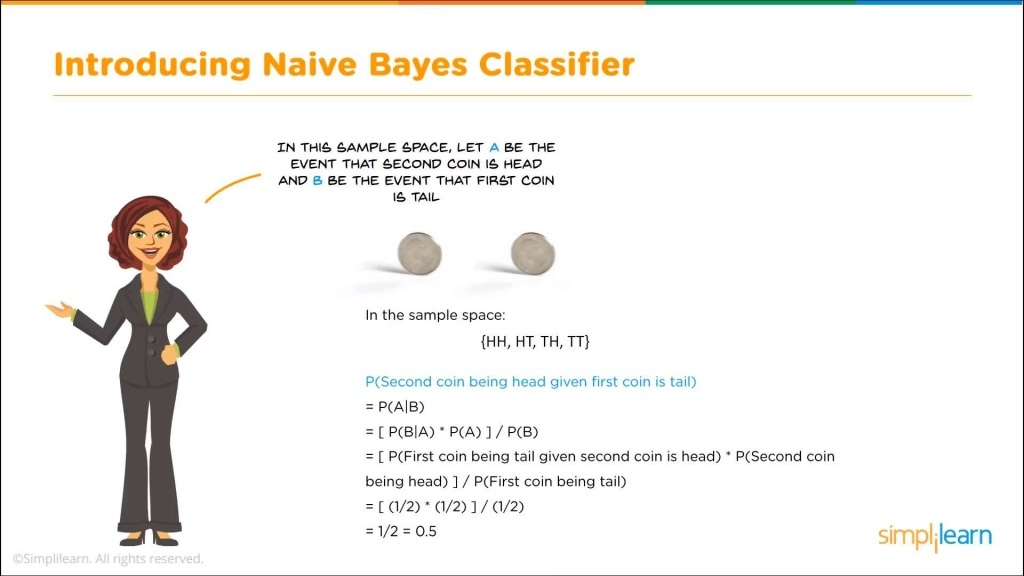 Introducing Naive Bayes Classifier
IN THIS SAMPLE SPACE, LET A BE THE
EVENT THAT SECOND COIN IS HEAD
AND B BE THE EVENT THAT FIRST COIN
IS TAIL
In the sample space:
{HH, HT, TH, TT}
P(Second coin being head given first coin is tail)
= P(A|B)
= [ P(B|A) * P(A) ] / P(B)
= [ P(First coin being tail given second coin is head) * P(Second coin
being head) ] / P(First coin being tail)
= [ (1/2) * (1/2) ] / (1/2)
= 1/2 = 0.5
©Simplilearn. All rights reserved.
simplilearn